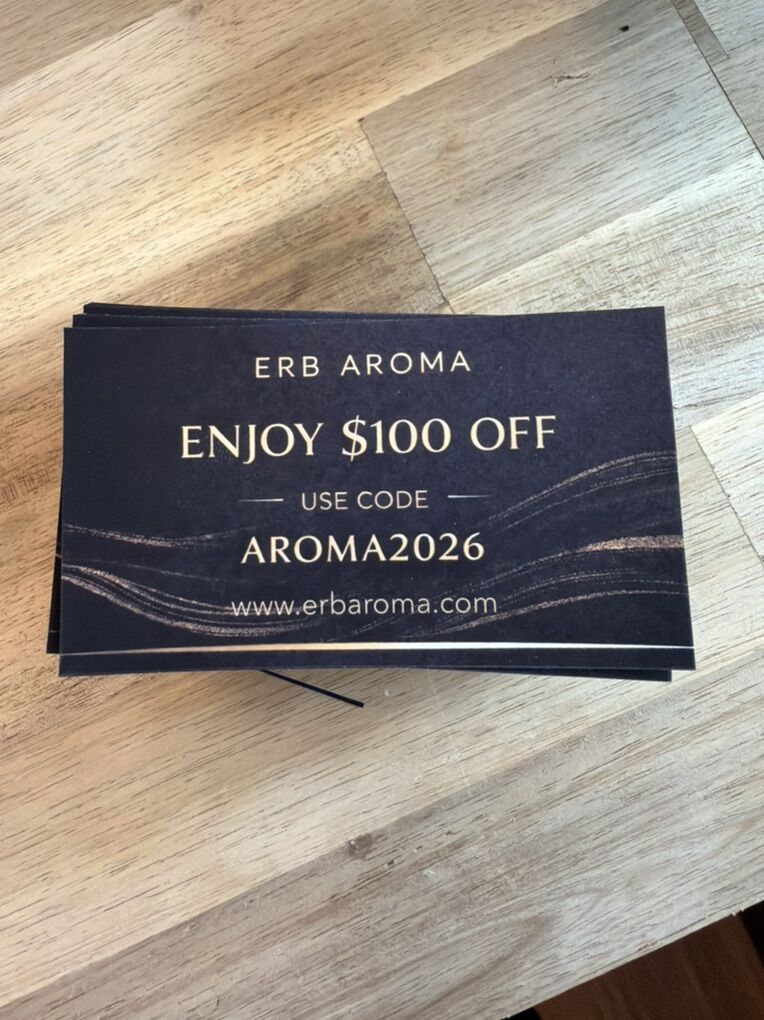 ERB AROMA
ENJOY $100 OFF
USE CODE
AROMA2026
www.erbaroma.com